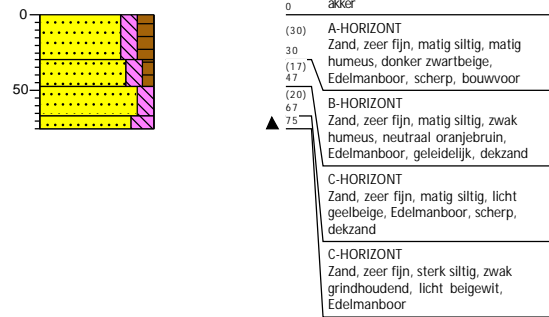 0
50
0
(30)
30
(17)
47
(20)
67
75
akker
A-HORIZONT
Zand, zeer fijn, matig siltig, matig
humeus, donker zwartbeige,
Edelmanboor, scherp, bouwvoor
B-HORIZONT
Zand, zeer fijn, matig siltig, zwak
humeus, neutraal oranjebruin,
Edelmanboor, geleidelijk, dekzand
C-HORIZONT
Zand, zeer fijn, matig siltig, licht
geelbeige, Edelmanboor, scherp,
dekzand
C-HORIZONT
Zand, zeer fijn, sterk siltig, zwak
grindhoudend, licht beigewit,
Edelmanboor